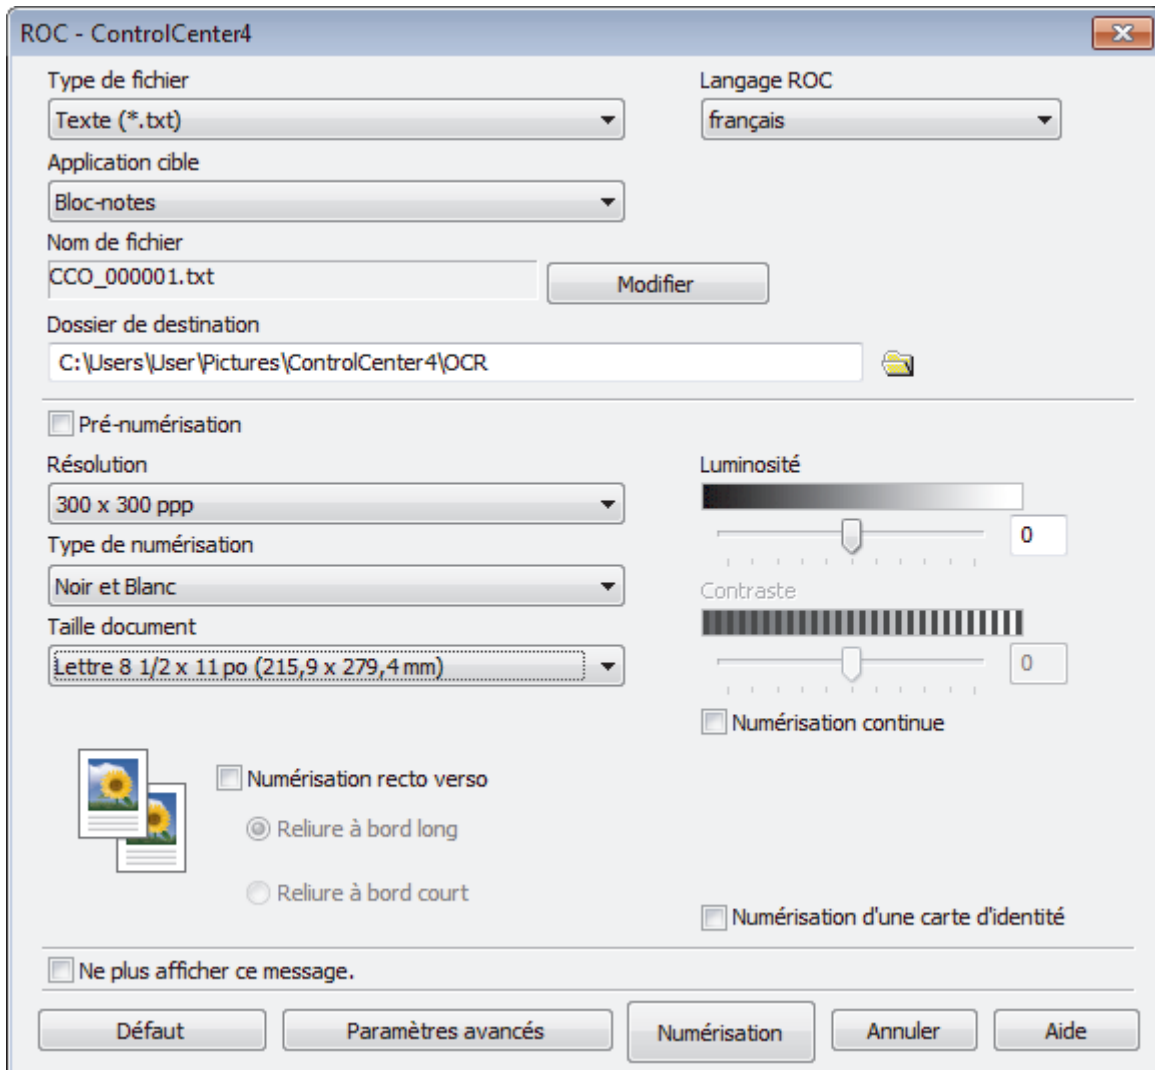 ROC - ControlCenter4
Type de fichier
Langage ROC
Texte (*.txt)
français
Application cible
Bloc-notes
Nom de fichier
CCO_000001.txt
Modifier
Dossier de destination
C:\Users\User\Pictures\ControlCenter4\OCR
Pré-numérisation
Résolution
Luminosité
300 x 300 ppp
0
Type de numérisation
Noir et Blanc
Contraste
Taille document
0
Lettre 8 1/2 x 11 po (215,9 x 279,4 mm)
Numérisation continue
Numérisation recto verso
Reliure à bord long
Reliure à bord court
Numérisation d'une carte d'identité
Ne plus afficher ce message.
Défaut Paramètres avancés Numérisation Annuler Aide